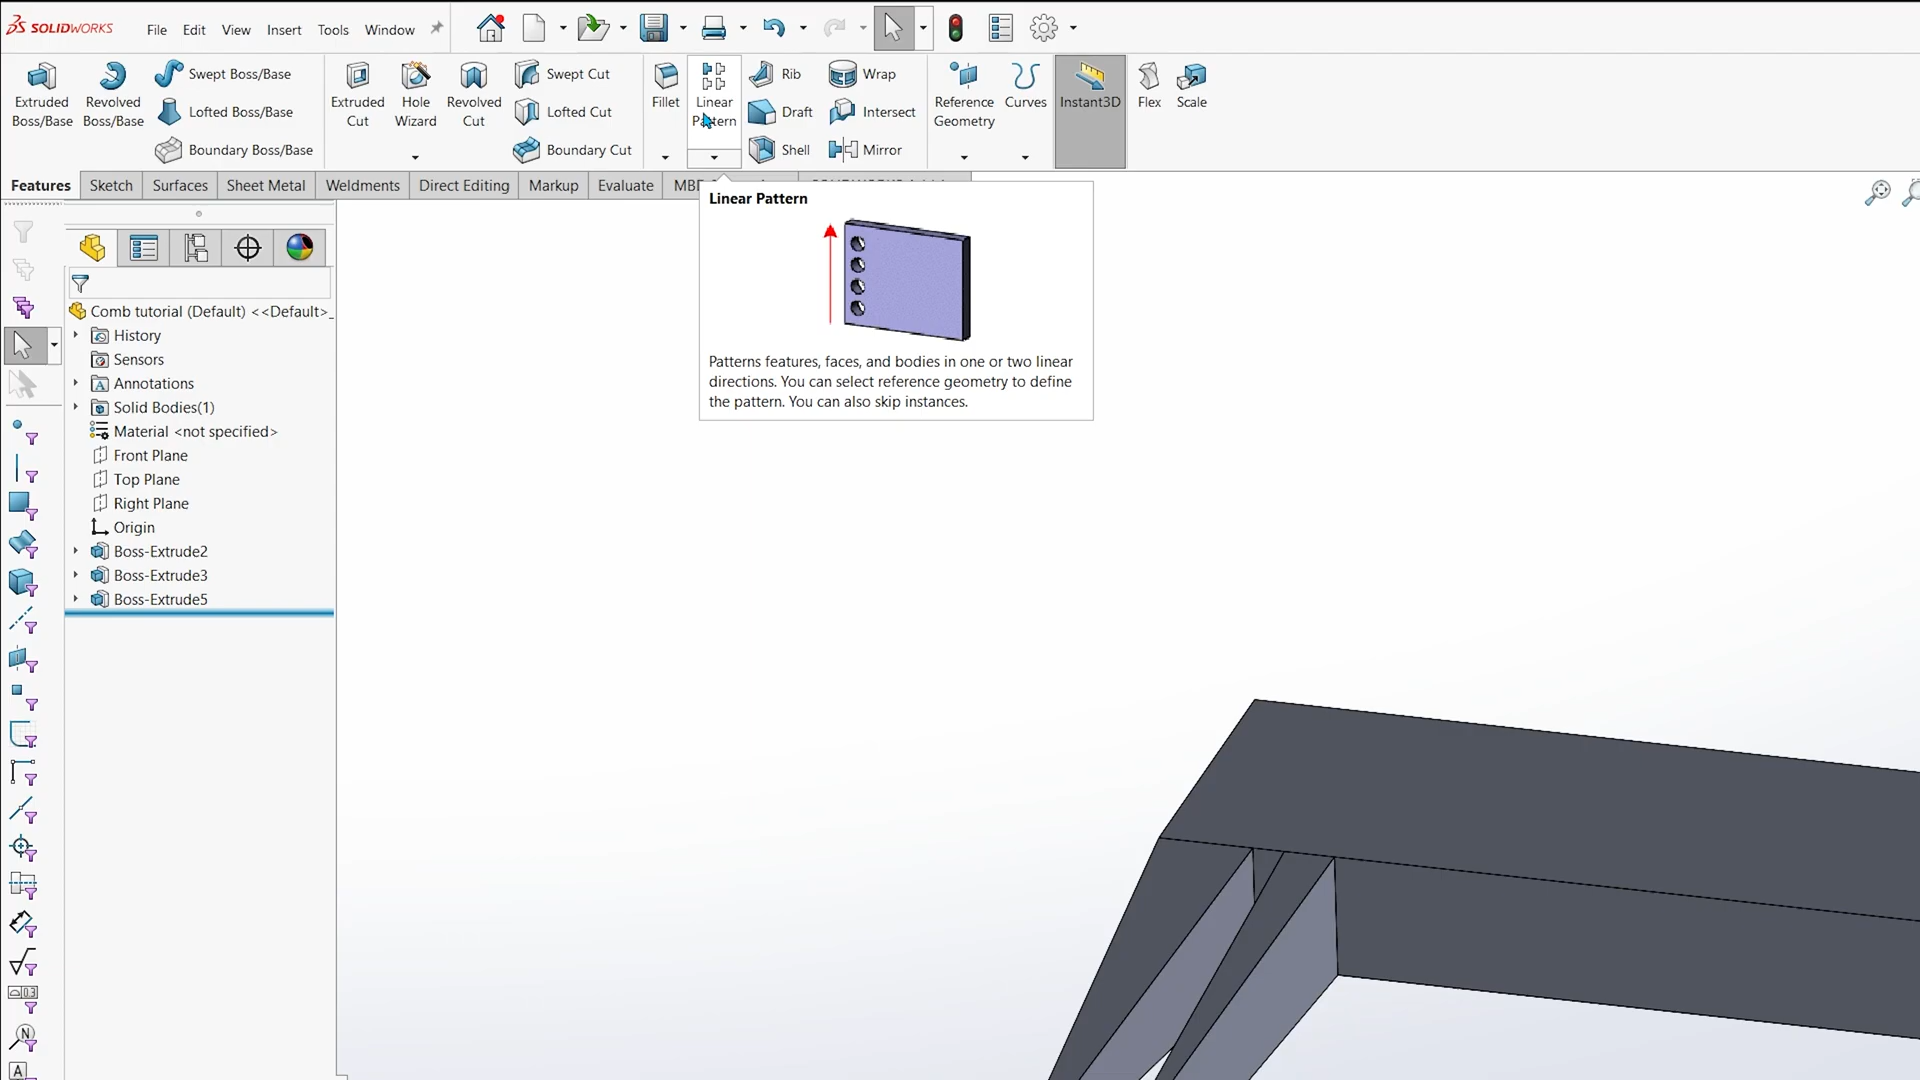 SOLIDWORKS
File Edit View Insert Tools Window
Extruded Boss/Base
Revolved Boss/Base
Swept Boss/Base
Lofted Boss/Base
Boundary Boss/Base
Extruded Cut
Hole Wizard
Revolved Cut
Swept Cut
Lofted Cut
Boundary Cut
Fillet
Linear Pattern
Rib
Draft
Shell
Wrap
Intersect
Mirror
Reference Geometry
Curves
Instant3D
Flex
Scale
Features Sketch Surfaces Sheet Metal Weldments Direct Editing Markup Evaluate
Linear Pattern
Patterns features, faces, and bodies in one or two linear
directions. You can select reference geometry to define
the pattern. You can also skip instances.
Comb tutorial (Default) <<Default>_
History
Sensors
Annotations
Solid Bodies(1)
Material <not specified>
Front Plane
Top Plane
Right Plane
Origin
Boss-Extrude2
Boss-Extrude3
Boss-Extrude5